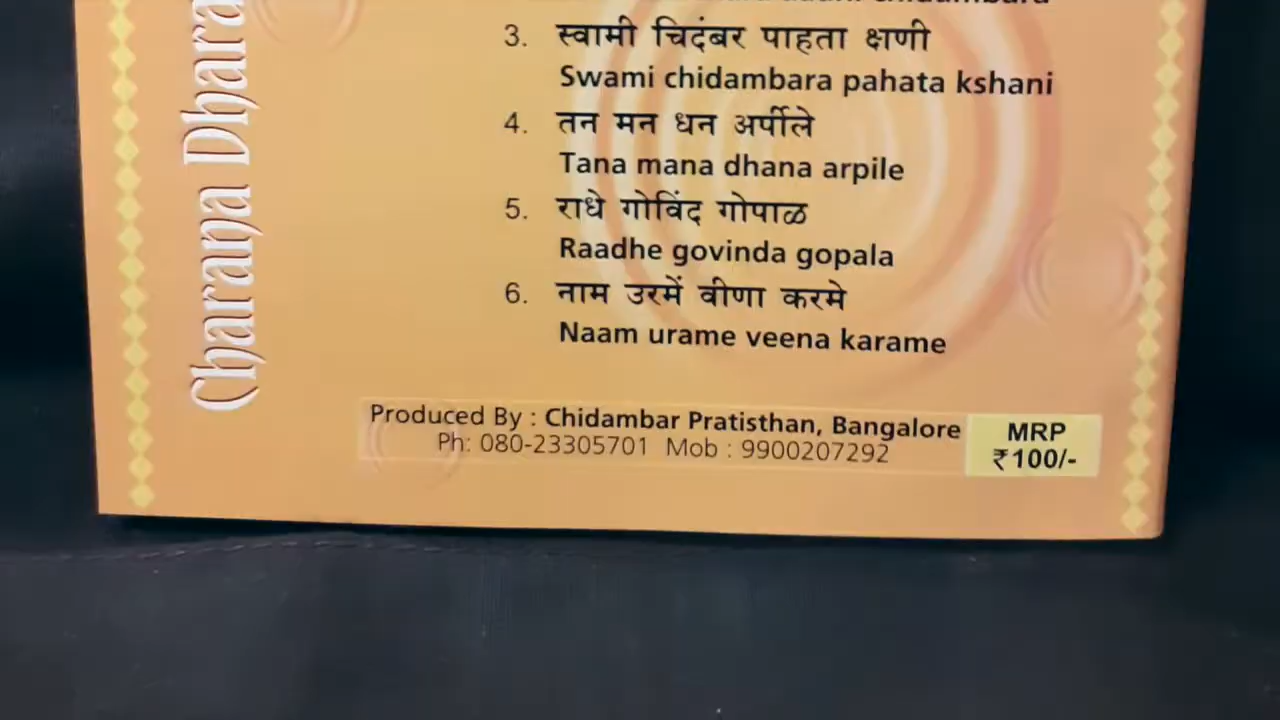 3. स्वामी चिदंबर पाहता क्षणी
Swami chidambara pahata kshani
4. तन मन धन अर्पीले
Tana mana dhana arpile
5. राधे गोविंद गोपाळ
Raadhe govinda gopala
6. नाम उरमें वीणा करमे
Naam urame veena karame
Charana Dhara
Produced By : Chidambar Pratisthan, Bangalore
Ph: 080-23305701 Mob : 9900207292
MRP
₹100/-